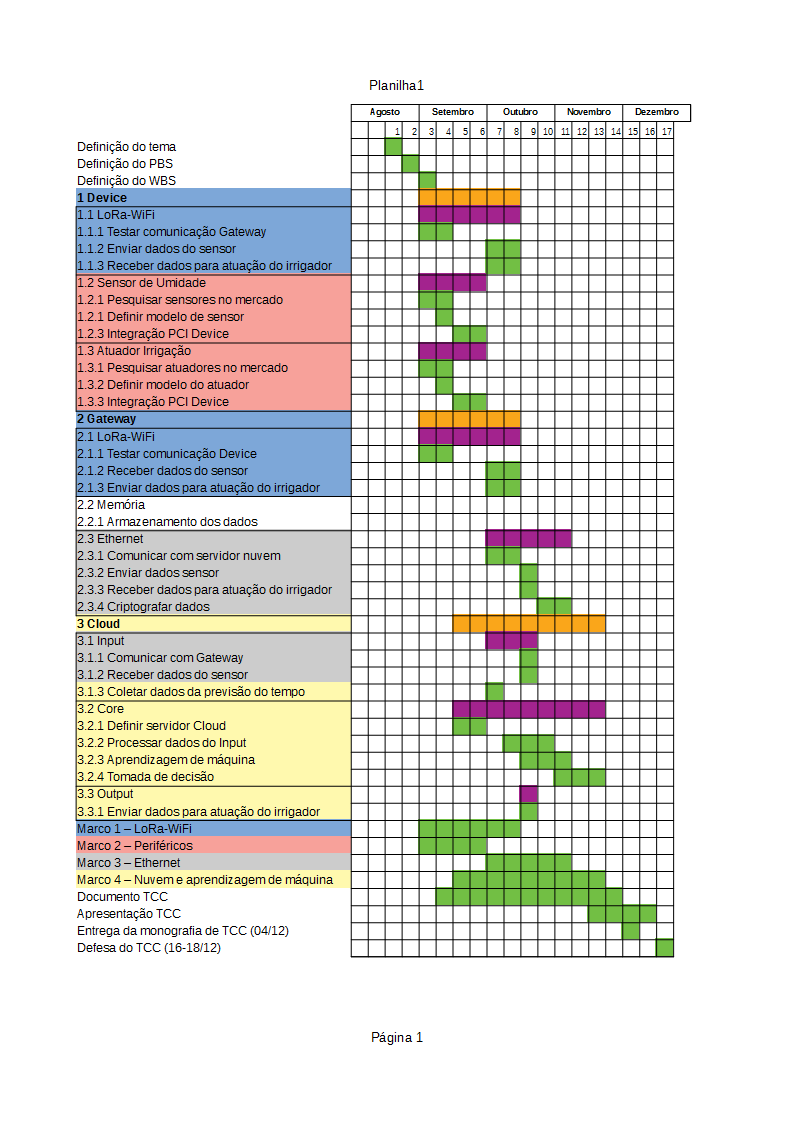 Planilha1
Agosto Setembro Outubro Novembro Dezembro
1 2 3 4 5 6 7 8 9 10 11 12 13 14 15 16 17
Definição do tema
Definição do PBS
Definição do WBS
1 Device
1.1 LoRa-WiFi
1.1.1 Testar comunicação Gateway
1.1.2 Enviar dados do sensor
1.1.3 Receber dados para atuação do irrigador
1.2 Sensor de Umidade
1.2.1 Pesquisar sensores no mercado
1.2.1 Definir modelo de sensor
1.2.3 Integração PCI Device
1.3 Atuador Irrigação
1.3.1 Pesquisar atuadores no mercado
1.3.2 Definir modelo do atuador
1.3.3 Integração PCI Device
2 Gateway
2.1 LoRa-WiFi
2.1.1 Testar comunicação Device
2.1.2 Receber dados do sensor
2.1.3 Enviar dados para atuação do irrigador
2.2 Memória
2.2.1 Armazenamento dos dados
2.3 Ethernet
2.3.1 Comunicar com servidor nuvem
2.3.2 Enviar dados sensor
2.3.3 Receber dados para atuação do irrigador
2.3.4 Criptografar dados
3 Cloud
3.1 Input
3.1.1 Comunicar com Gateway
3.1.2 Receber dados do sensor
3.1.3 Coletar dados da previsão do tempo
3.2 Core
3.2.1 Definir servidor Cloud
3.2.2 Processar dados do Input
3.2.3 Aprendizagem de máquina
3.2.4 Tomada de decisão
3.3 Output
3.3.1 Enviar dados para atuação do irrigador
Marco 1 – LoRa-WiFi
Marco 2 – Periféricos
Marco 3 – Ethernet
Marco 4 – Nuvem e aprendizagem de máquina
Documento TCC
Apresentação TCC
Entrega da monografia de TCC (04/12)
Defesa do TCC (16-18/12)
Página 1